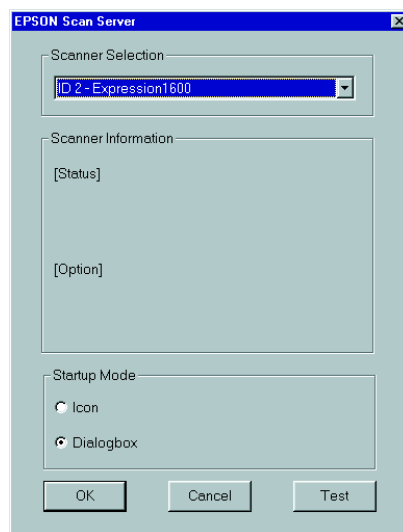 EPSON Scan Server
Scanner Selection
ID 2 - Expression1600
Scanner Information
[Status]
[Option]
Startup Mode
Icon
Dialogbox
OK Cancel Test